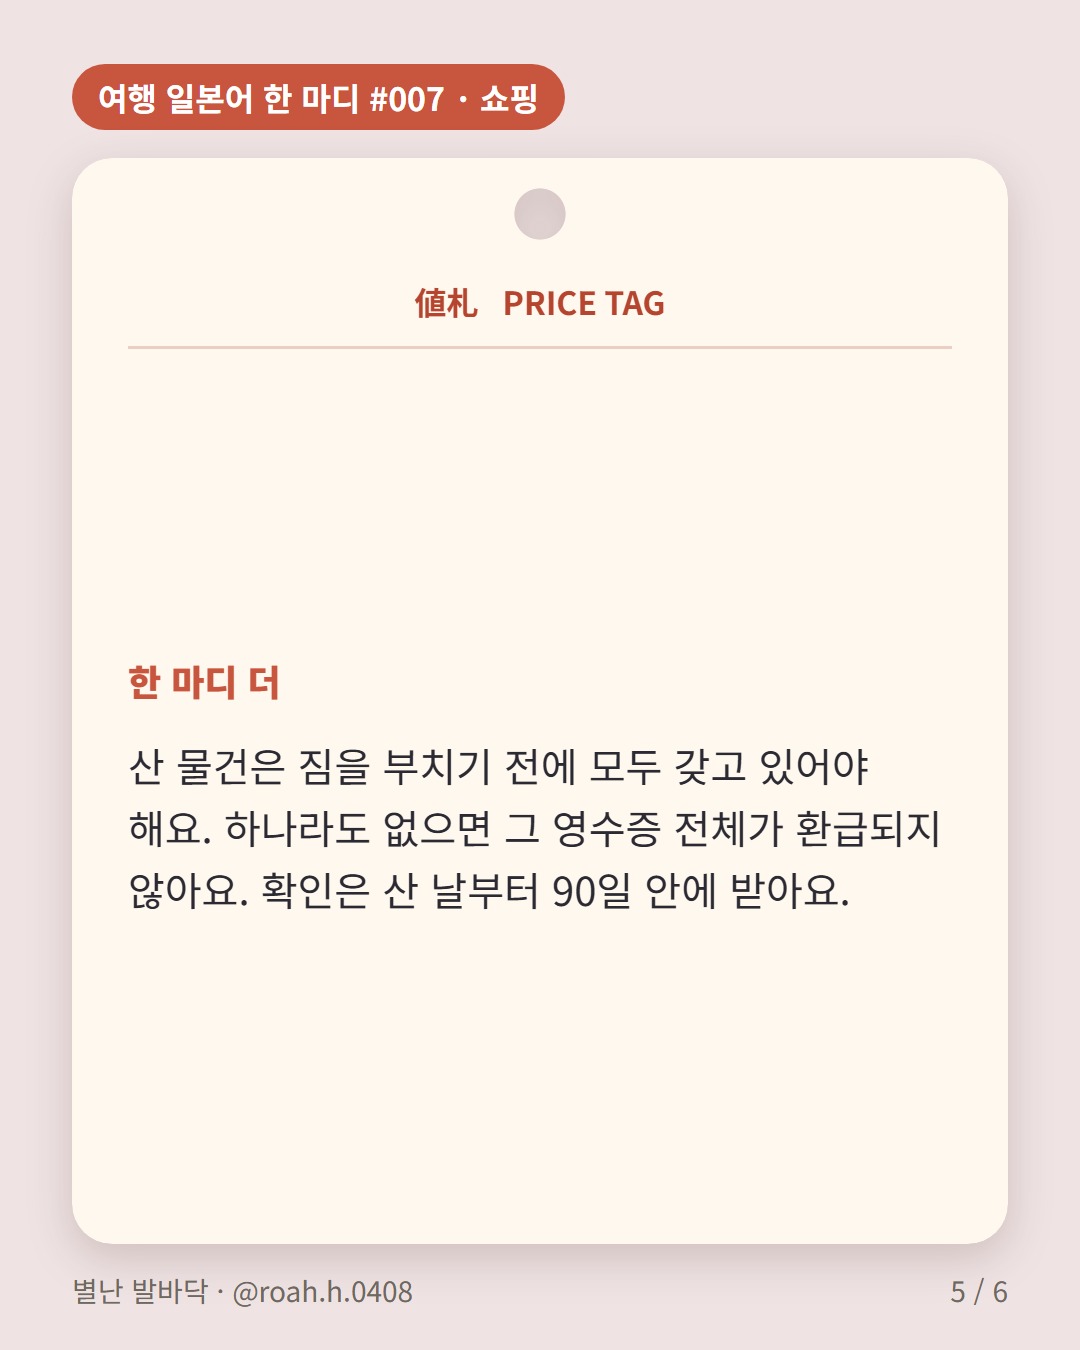 여행 일본어 한 마디 #007 · 쇼핑
値札 PRICE TAG
한 마디 더
산 물건은 짐을 부치기 전에 모두 갖고 있어야
해요. 하나라도 없으면 그 영수증 전체가 환급되지
않아요. 확인은 산 날부터 90일 안에 받아요.
별난 발바닥 · @roah.h.0408
5 / 6